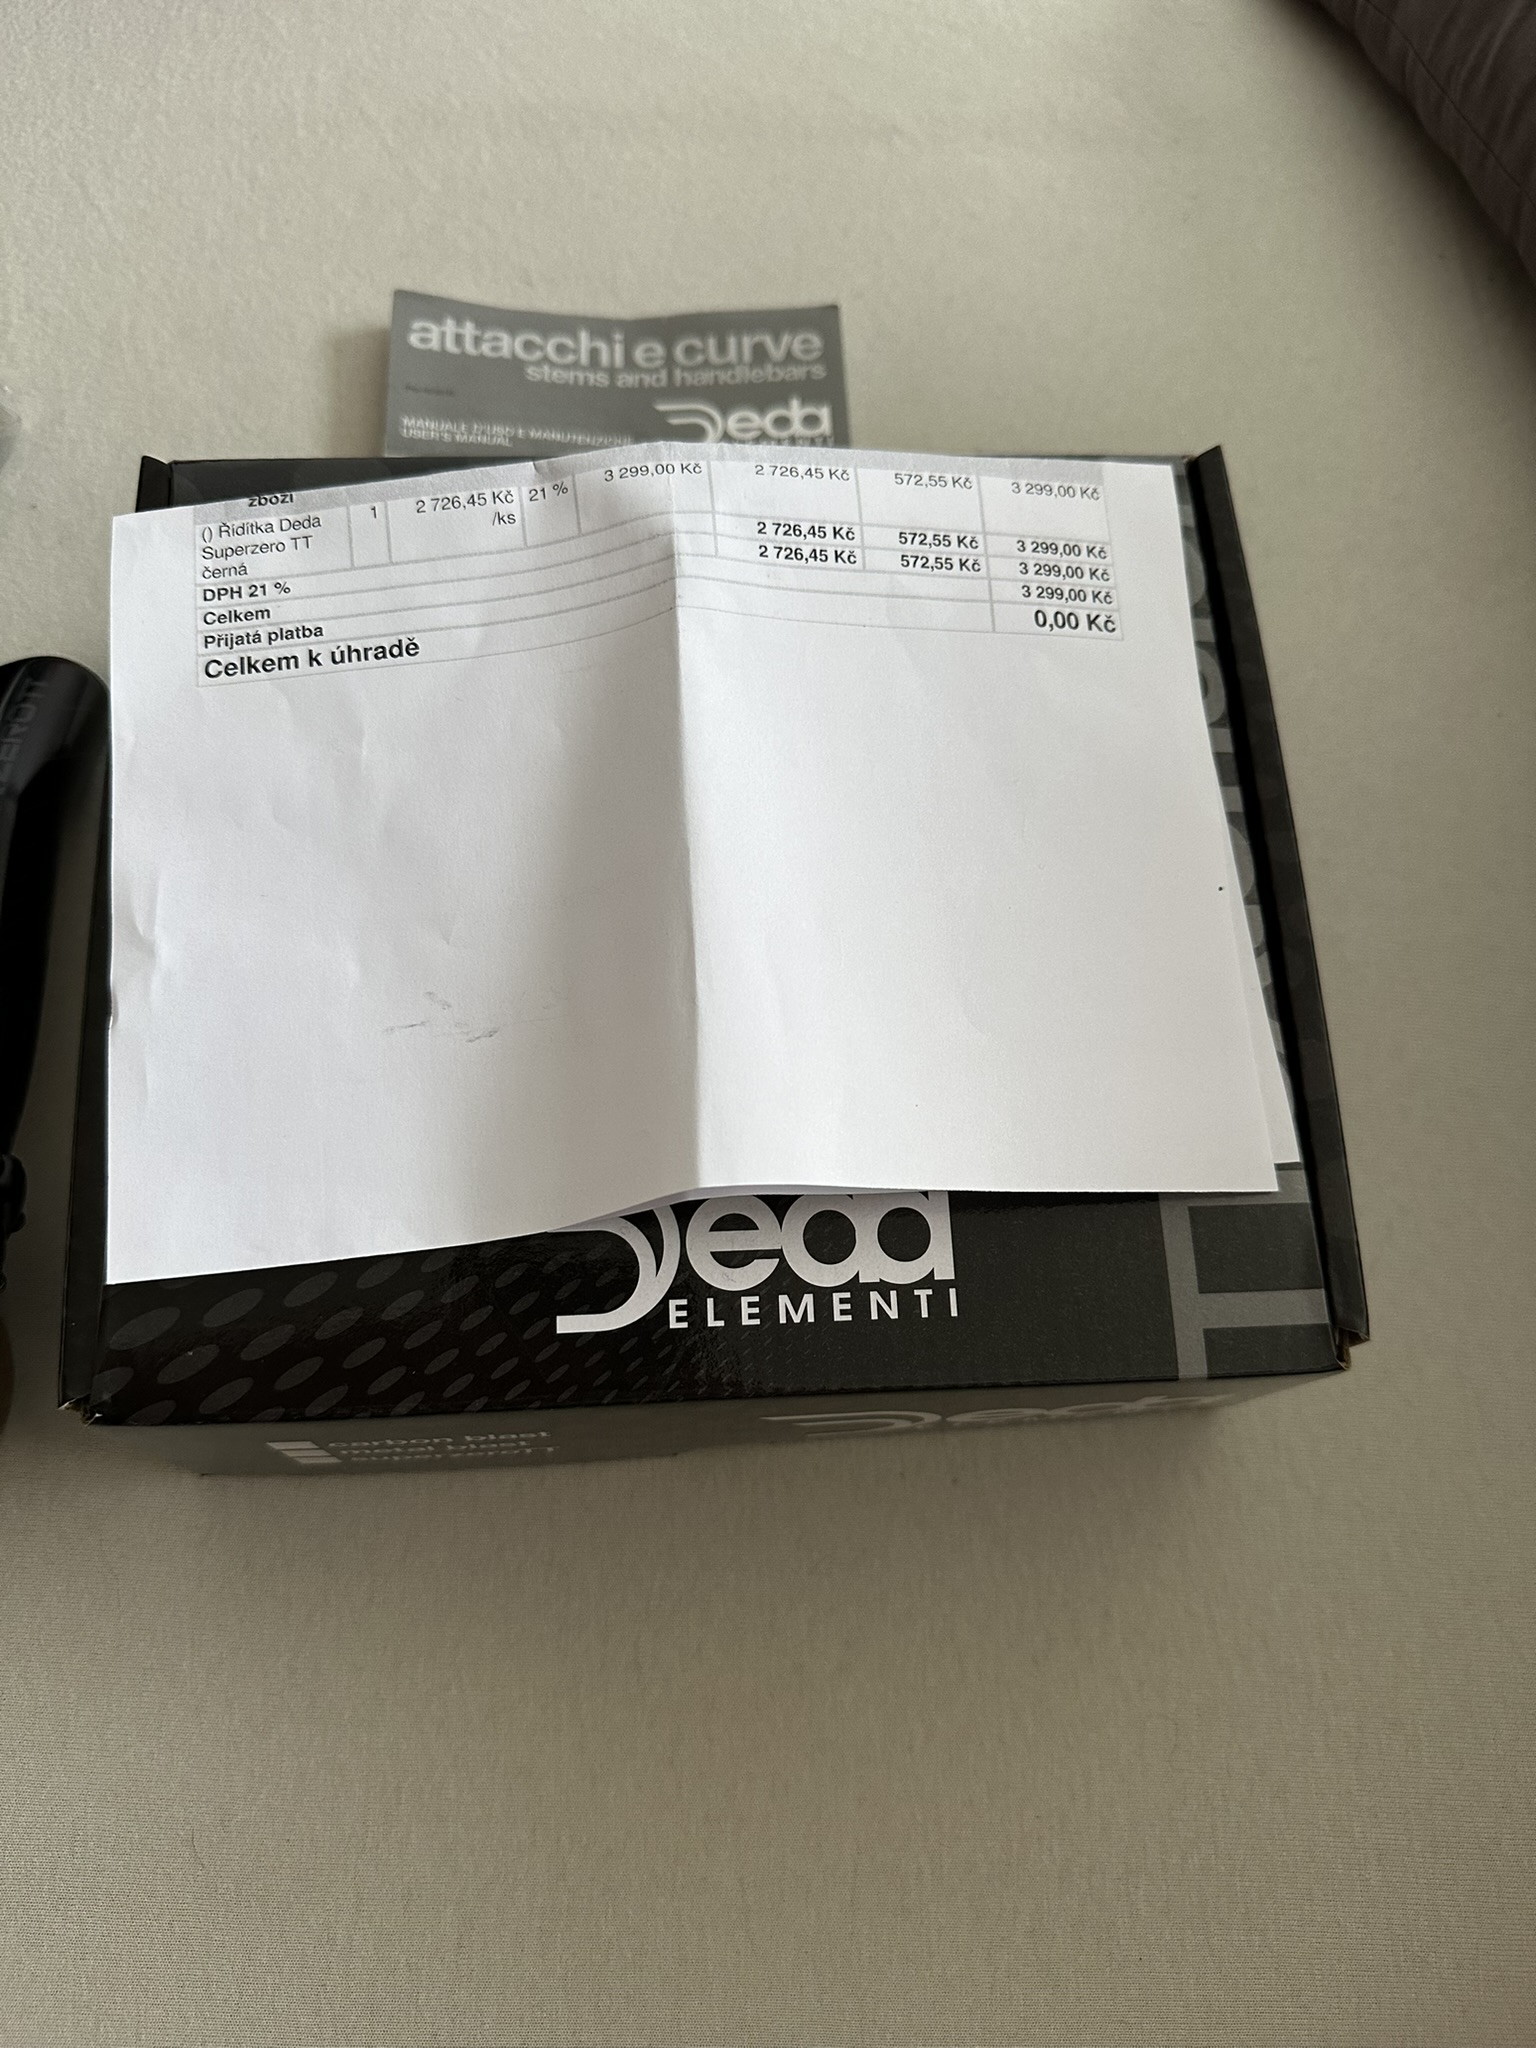 attacchi e curve
stems and handlebars
MANUALE D'USO E MANUTENZIONE
USER'S MANUAL
Deda
zboží
() Řidítka Deda
Superzero TT
černá
1
2 726,45 Kč
/ks
21 %
3 299,00 Kč
2 726,45 Kč
572,55 Kč
3 299,00 Kč
DPH 21 % 2 726,45 Kč 572,55 Kč 3 299,00 Kč
Celkem 2 726,45 Kč 572,55 Kč 3 299,00 Kč
Přijatá platba 3 299,00 Kč
Celkem k úhradě 0,00 Kč
Deda
ELEMENTI
carbon blast
metal blast
superzeroTT
Deda